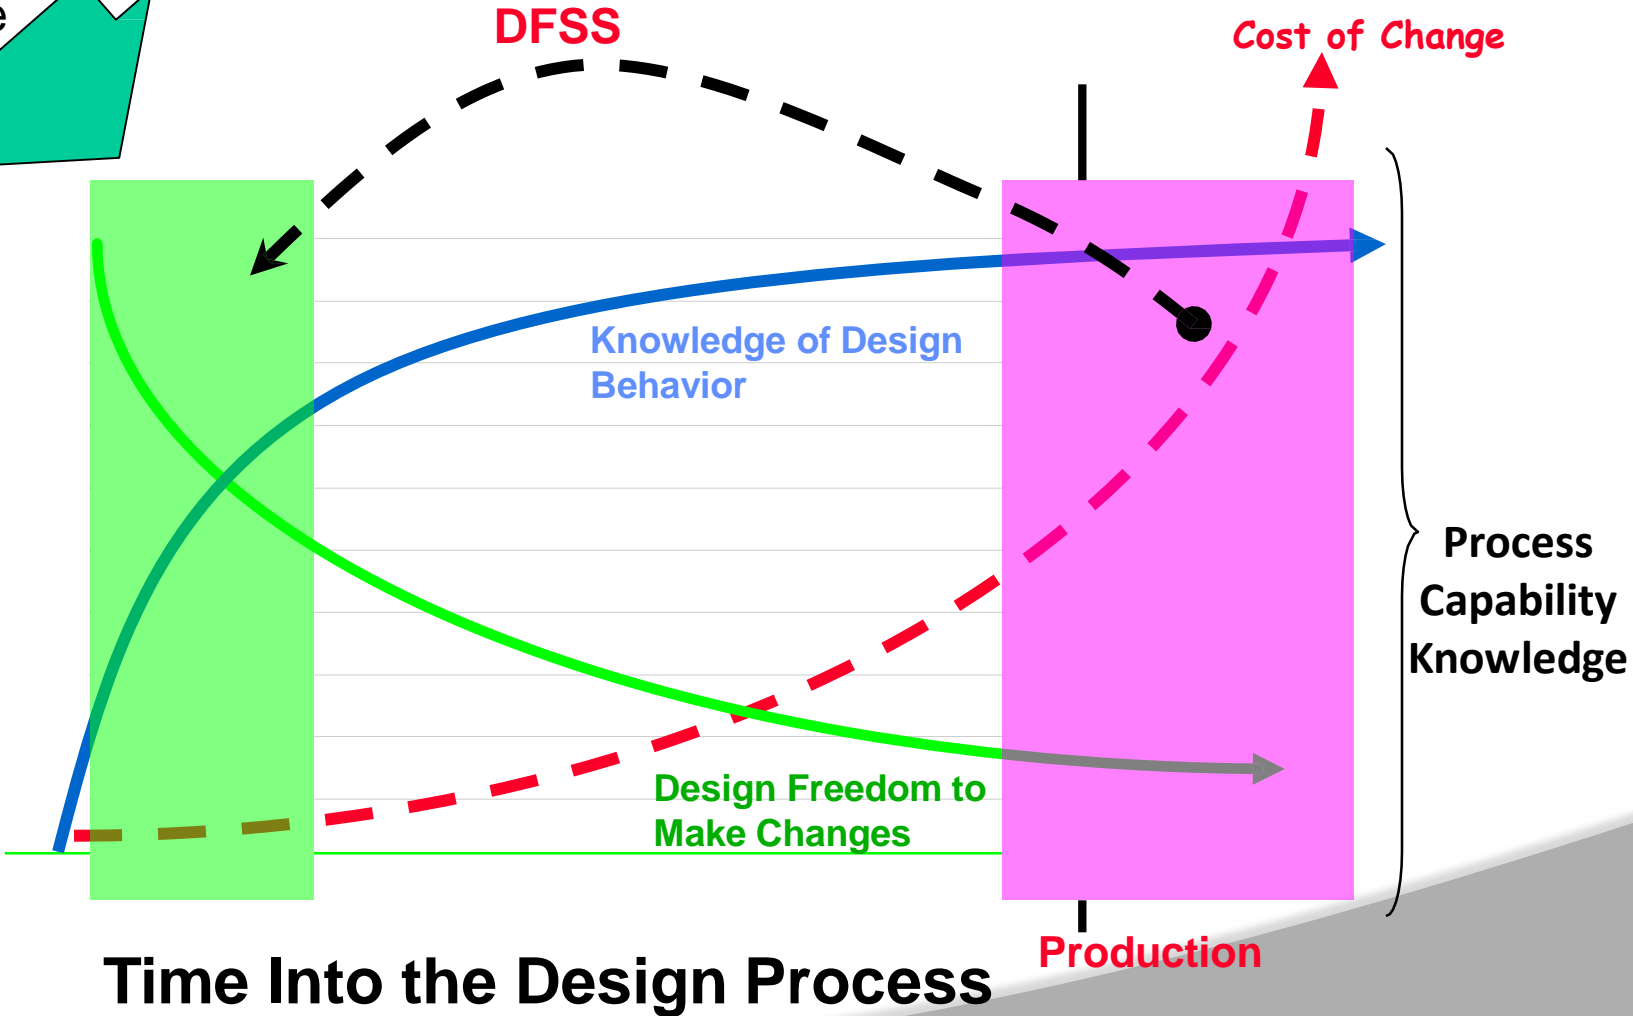 DFSS
Cost of Change
Knowledge of Design
Behavior
Process
Capability
Knowledge
Design Freedom to
Make Changes
Production
Time Into the Design Process